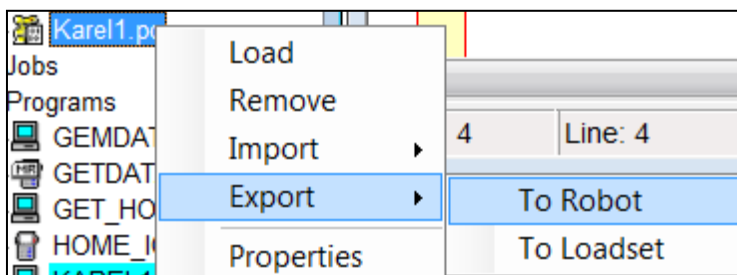 Karel1.pc
Load
Jobs
Remove
Programs
4 Line: 4
GEMDAT
Import
GETDAT
Export To Robot
GET_HO
HOME_I
Properties To Loadset
KAREL1